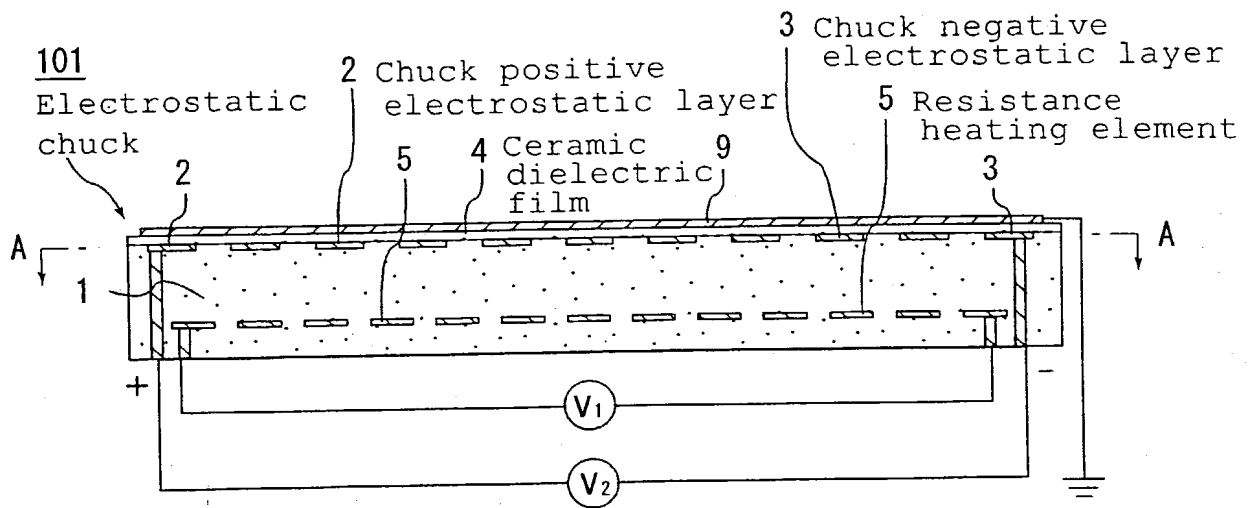 101
Electrostatic
chuck
2 Chuck positive
electrostatic layer
3 Chuck negative
electrostatic layer
5 Resistance
heating element
2
5
4 Ceramic
dielectric
film
9
3
A
A
1
+
-
V1
V2